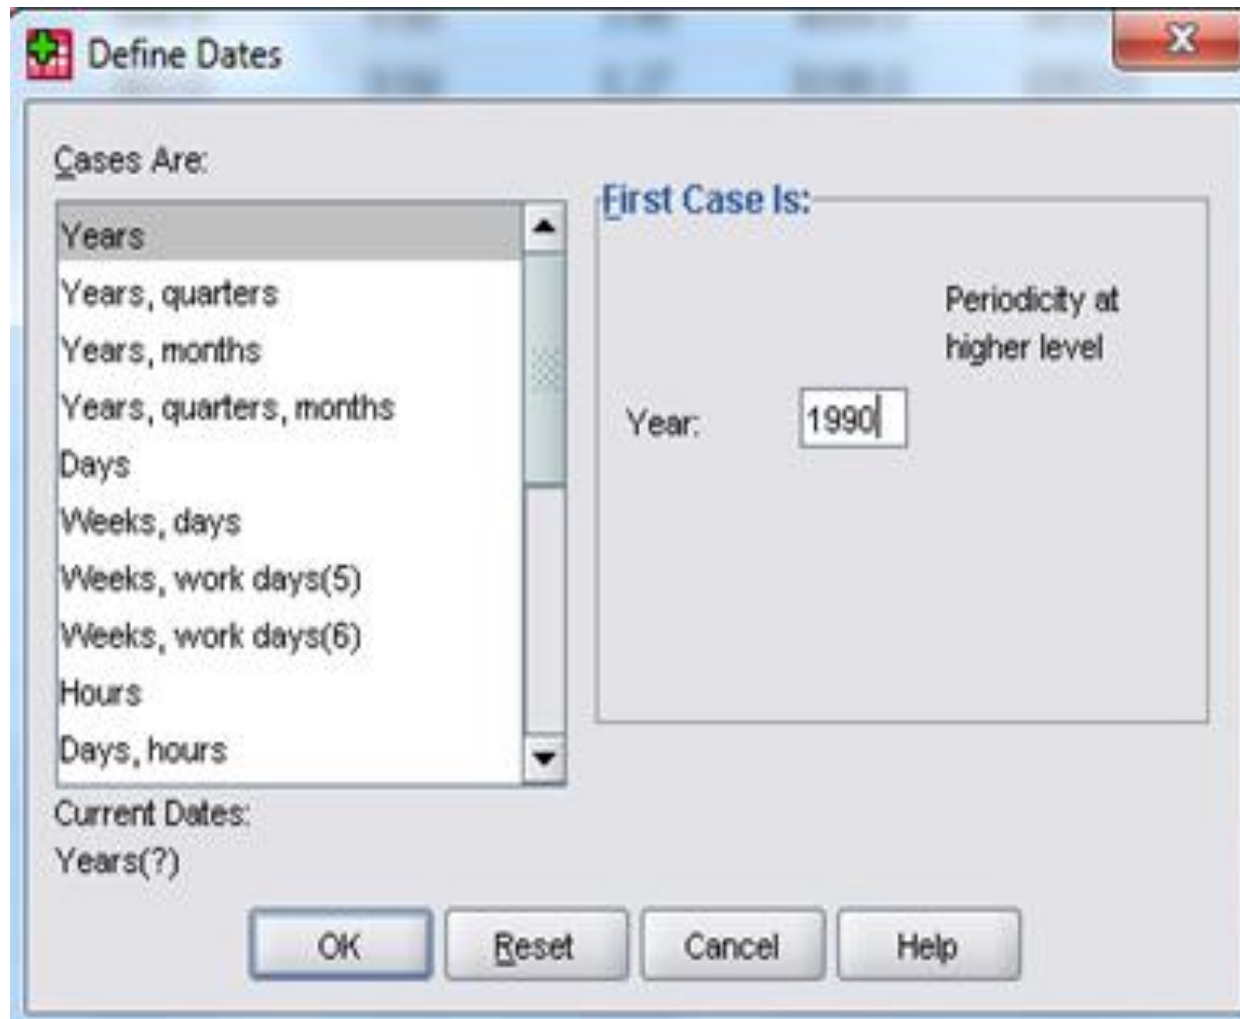 Define Dates
Cases Are:
Years
Years, quarters
Years, months
Years, quarters, months
Days
Weeks, days
Weeks, work days(5)
Weeks, work days(6)
Hours
Days, hours
Current Dates:
Years(?)
First Case Is:
Periodicity at
higher level
Year: 1990
OK Reset Cancel Help